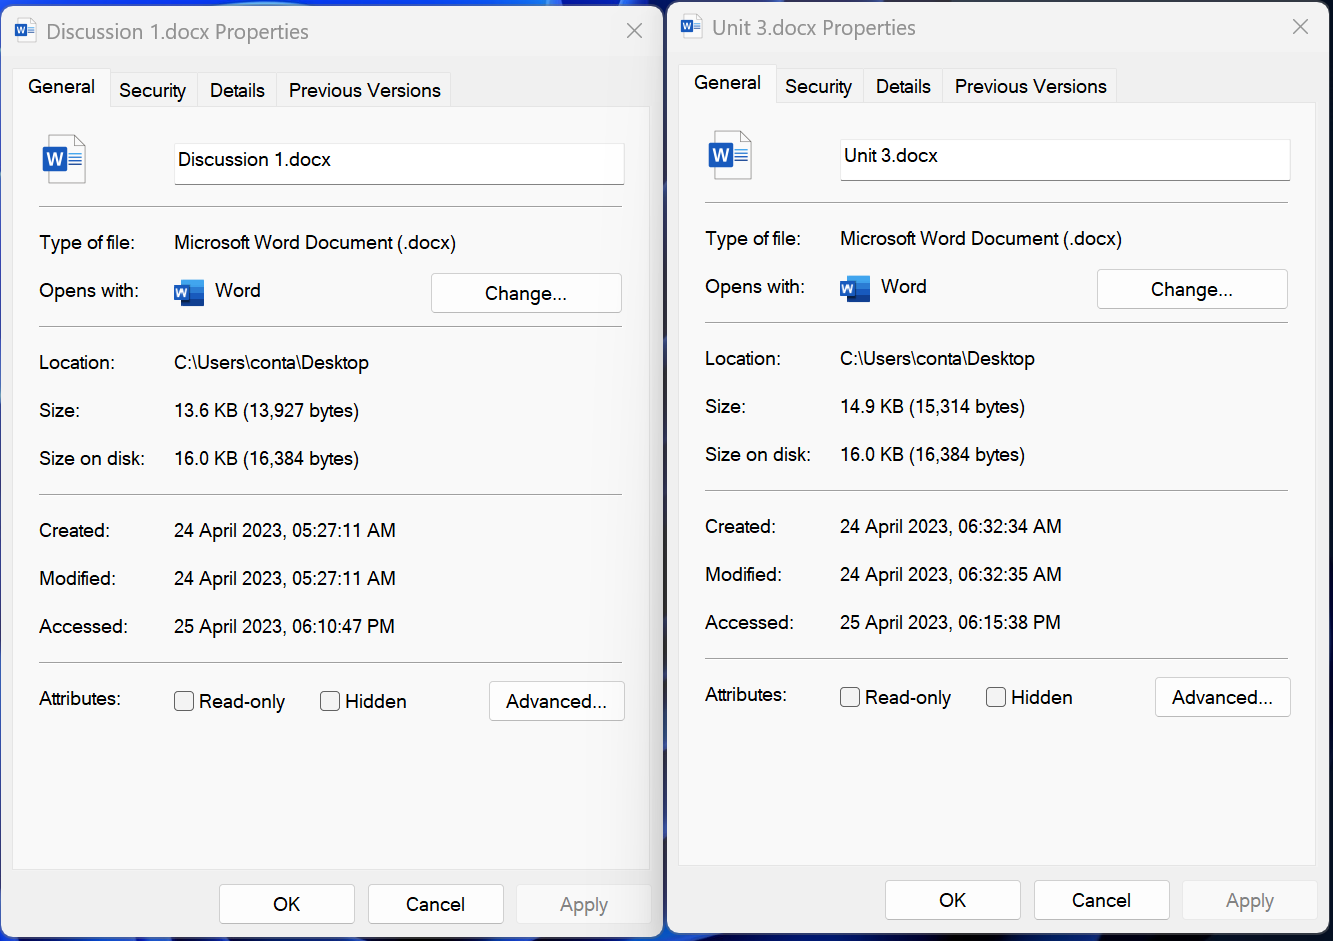 Discussion 1.docx Properties
General Security Details Previous Versions
Discussion 1.docx
Type of file: Microsoft Word Document (.docx)
Opens with: Word Change...
Location: C:\Users\conta\Desktop
Size: 13.6 KB (13,927 bytes)
Size on disk: 16.0 KB (16,384 bytes)
Created: 24 April 2023, 05:27:11 AM
Modified: 24 April 2023, 05:27:11 AM
Accessed: 25 April 2023, 06:10:47 PM
Attributes: Read-only Hidden Advanced...
OK Cancel Apply
Unit 3.docx Properties
General Security Details Previous Versions
Unit 3.docx
Type of file: Microsoft Word Document (.docx)
Opens with: Word Change...
Location: C:\Users\conta\Desktop
Size: 14.9 KB (15,314 bytes)
Size on disk: 16.0 KB (16,384 bytes)
Created: 24 April 2023, 06:32:34 AM
Modified: 24 April 2023, 06:32:35 AM
Accessed: 25 April 2023, 06:15:38 PM
Attributes: Read-only Hidden Advanced...
OK Cancel Apply